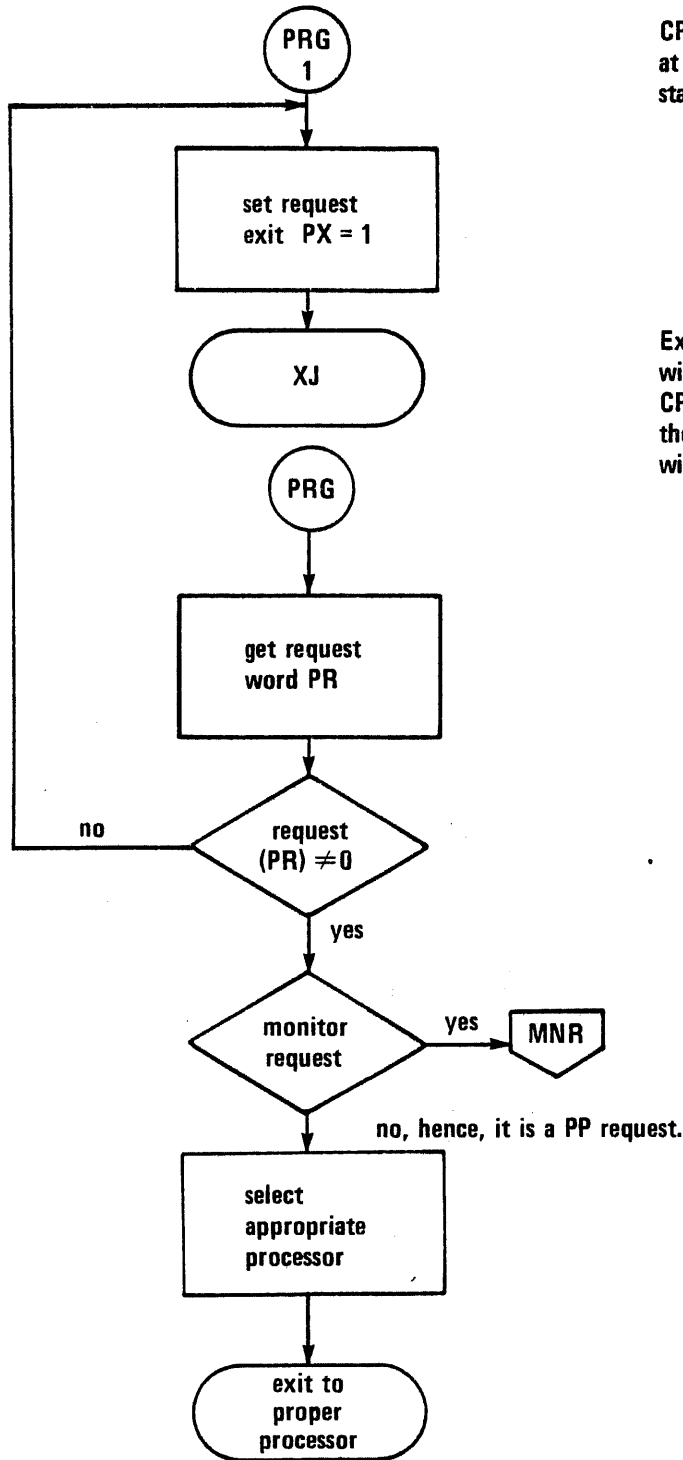 PRG
1
CP
at
sta
set request
exit PX = 1
XJ
Ex
wi
CP
the
wi
PRG
get request
word PR
no
request
(PR) ≠0
yes
monitor
request
yes
MNR
no, hence, it is a PP request.
select
appropriate
processor
exit to
proper
processor